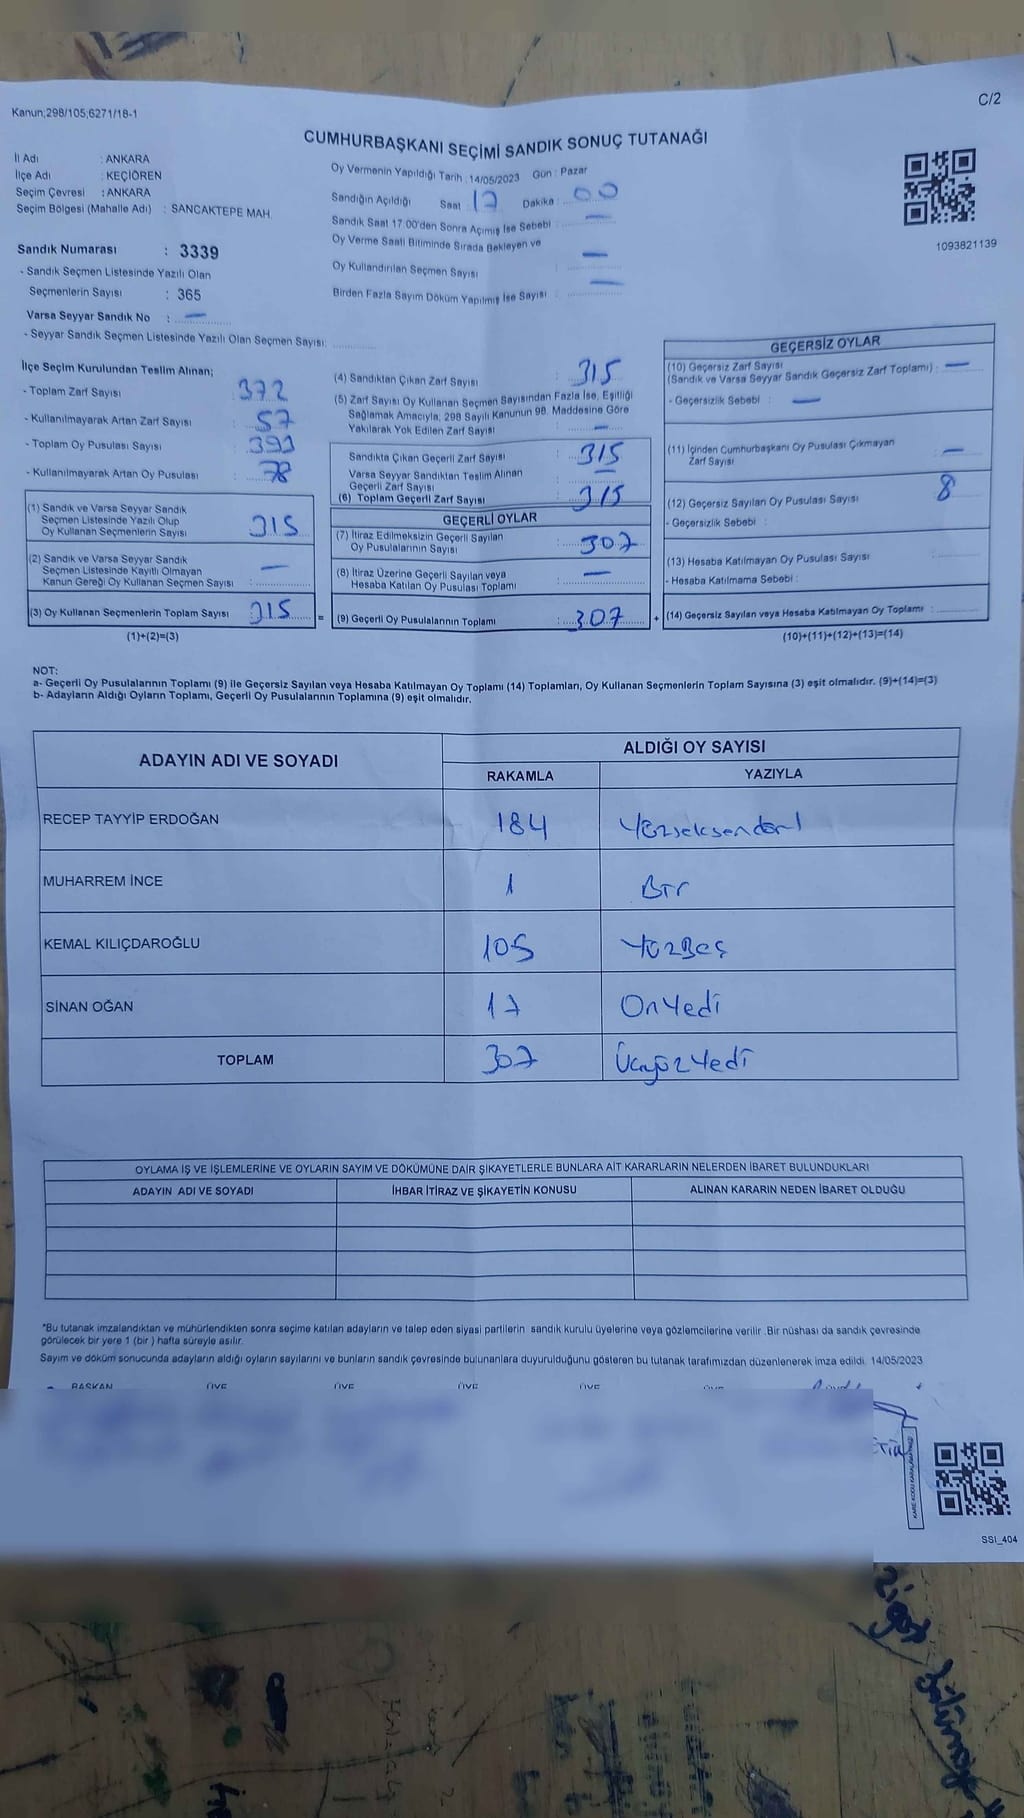 Kanun;298/105;6271/18-1
C/2
CUMHURBAŞKANI SEÇİMİ SANDIK SONUÇ TUTANAĞI
İl Adı : ANKARA
İlçe Adı : KEÇİÖREN
Seçim Çevresi : ANKARA
Seçim Bölgesi (Mahalle Adı) : SANCAKTEPE MAH.
Oy Vermenin Yapıldığı Tarih : 14/05/2023 Gün : Pazar
Sandığın Açıldığı Saat : 17 Dakika : 00
Sandık Saat 17:00'den Sonra Açımış İse Sebebi : —
Oy Verme Saati Bitiminde Sırada Bekleyen ve
Oy Kullandırılan Seçmen Sayısı : —
Birden Fazla Sayım Döküm Yapılmış İse Sayısı : —
1093821139
Sandık Numarası : 3339
- Sandık Seçmen Listesinde Yazılı Olan
Seçmenlerin Sayısı : 365
Varsa Seyyar Sandık No : —
- Seyyar Sandık Seçmen Listesinde Yazılı Olan Seçmen Sayısı:
İlçe Seçim Kurulundan Teslim Alınan;
- Toplam Zarf Sayısı : 372
- Kullanılmayarak Artan Zarf Sayısı : 57
- Toplam Oy Pusulası Sayısı : 393
- Kullanılmayarak Artan Oy Pusulası : 78
(1) Sandık ve Varsa Seyyar Sandık
Seçmen Listesinde Yazılı Olup
Oy Kullanan Seçmenlerin Sayısı : 315
(2) Sandık ve Varsa Seyyar Sandık
Seçmen Listesinde Kayıtlı Olmayan
Kanun Gereği Oy Kullanan Seçmen Sayısı : —
(3) Oy Kullanan Seçmenlerin Toplam Sayısı : 315 =
(1)+(2)=(3)
(4) Sandıktan Çıkan Zarf Sayısı : 315
(5) Zarf Sayısı Oy Kullanan Seçmen Sayısından Fazla İse, Eşitliği
Sağlamak Amacıyla; 298 Sayılı Kanunun 98. Maddesine Göre
Yakılarak Yok Edilen Zarf Sayısı : —
Sandıkta Çıkan Geçerli Zarf Sayısı : 315
Varsa Seyyar Sandıktan Teslim Alınan
Geçerli Zarf Sayısı : —
(6) Toplam Geçerli Zarf Sayısı : 315
GEÇERLİ OYLAR
(7) İtiraz Edilmeksizin Geçerli Sayılan
Oy Pusulalarının Sayısı : 307
(8) İtiraz Üzerine Geçerli Sayılan veya
Hesaba Katılan Oy Pusulası Toplamı : —
(9) Geçerli Oy Pusulalarının Toplamı : 307 +
GEÇERSİZ OYLAR
(10) Geçersiz Zarf Sayısı
(Sandık ve Varsa Seyyar Sandık Geçersiz Zarf Toplamı) : —
- Geçersizlik Sebebi : —
(11) İçinden Cumhurbaşkanı Oy Pusulası Çıkmayan
Zarf Sayısı : —
(12) Geçersiz Sayılan Oy Pusulası Sayısı 8
- Geçersizlik Sebebi :
(13) Hesaba Katılmayan Oy Pusulası Sayısı
- Hesaba Katılmama Sebebi :
(14) Geçersiz Sayılan veya Hesaba Katılmayan Oy Toplamı :
(10)+(11)+(12)+(13)=(14)
NOT:
a- Geçerli Oy Pusulalarının Toplamı (9) ile Geçersiz Sayılan veya Hesaba Katılmayan Oy Toplamı (14) Toplamları, Oy Kullanan Seçmenlerin Toplam Sayısına (3) eşit olmalıdır. (9)+(14)=(3)
b- Adayların Aldığı Oyların Toplamı, Geçerli Oy Pusulalarının Toplamına (9) eşit olmalıdır.
ADAYIN ADI VE SOYADI
ALDIĞI OY SAYISI
RAKAMLA YAZIYLA
RECEP TAYYİP ERDOĞAN 184 Yüzseksendört
MUHARREM İNCE 1 Bir
KEMAL KILIÇDAROĞLU 105 YüzBeş
SİNAN OĞAN 17 OnYedi
TOPLAM 307 ÜçyüzYedi
OYLAMA İŞ VE İŞLEMLERİNE VE OYLARIN SAYIM VE DÖKÜMÜNE DAİR ŞİKAYETLERLE BUNLARA AİT KARARLARIN NELERDEN İBARET BULUNDUKLARI
ADAYIN ADI VE SOYADI İHBAR İTİRAZ VE ŞİKAYETİN KONUSU ALINAN KARARIN NEDEN İBARET OLDUĞU
*Bu tutanak imzalandıktan ve mühürlendikten sonra seçime katılan adayların ve talep eden siyasi partilerin sandık kurulu üyelerine veya gözlemcilerine verilir .Bir nüshası da sandık çevresinde
görülecek bir yere 1 (bir ) hafta süreyle asılır.
Sayım ve döküm sonucunda adayların aldığı oyların sayılarını ve bunların sandık çevresinde bulunanlara duyurulduğunu gösteren bu tutanak tarafımızdan düzenlenerek imza edildi. 14/05/2023
BAŞKAN ÜYE ÜYE ÜYE ÜYE ÜYE
SSI_404